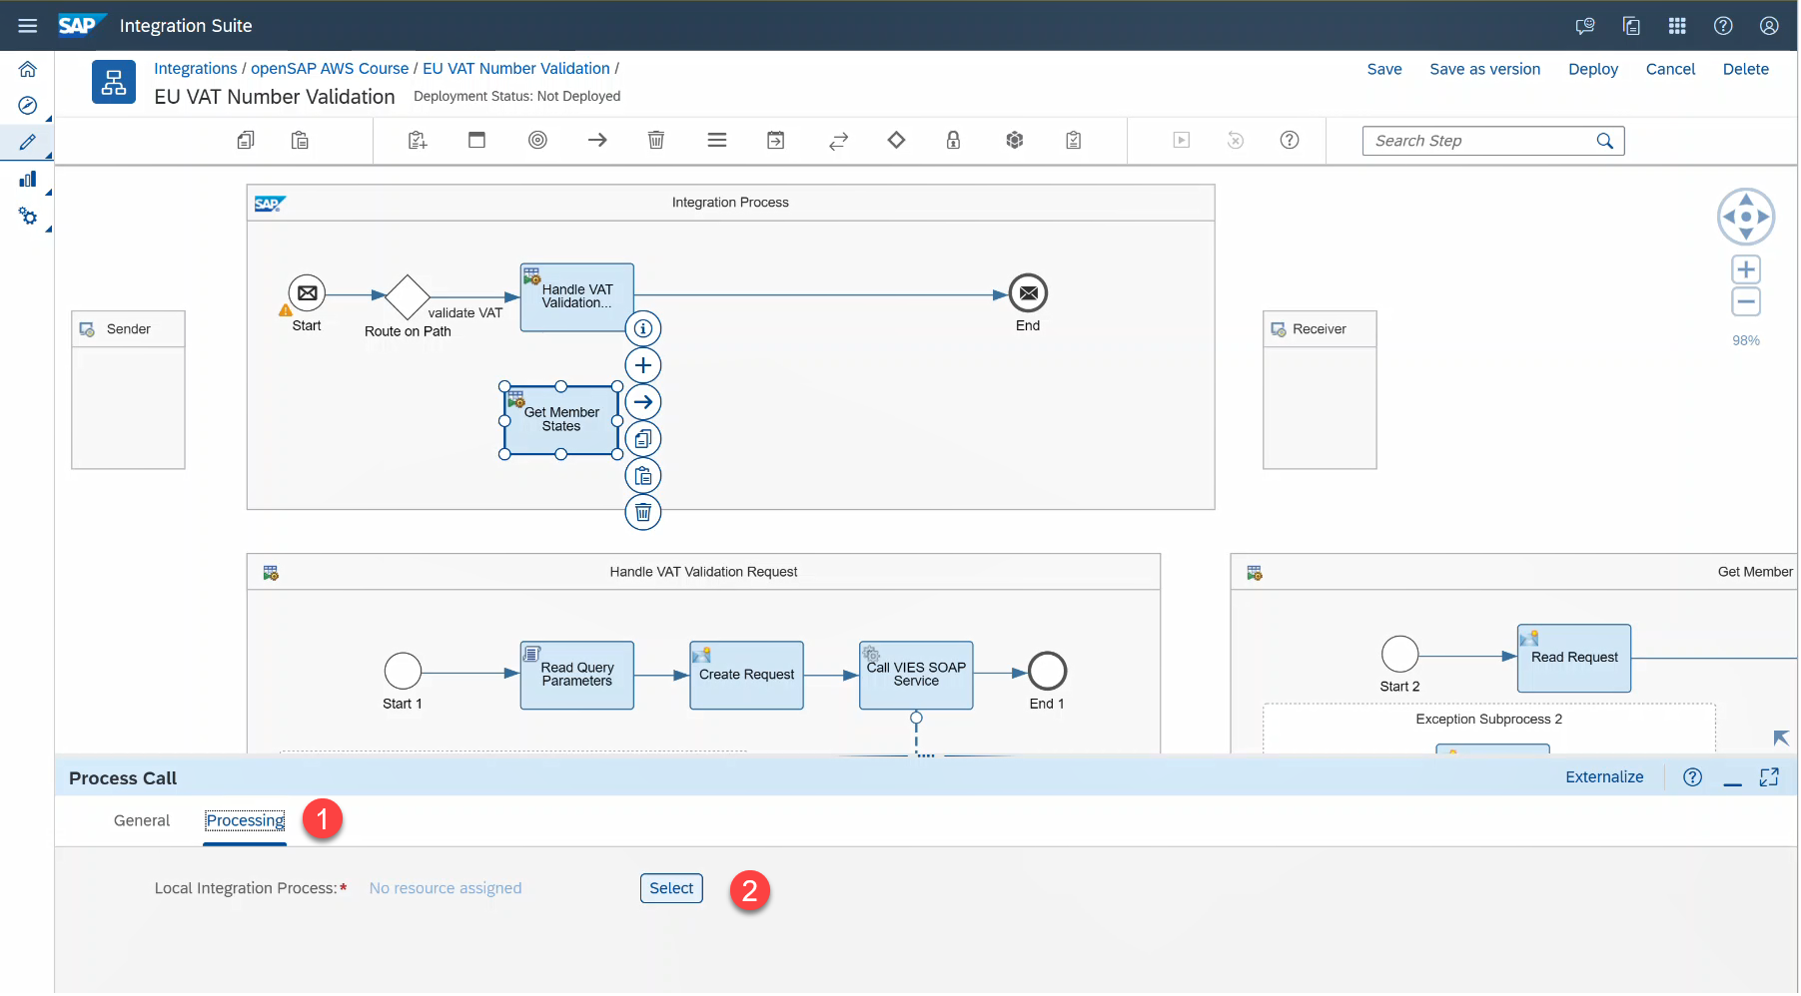 SAP Integration Suite
Integrations / openSAP AWS Course / EU VAT Number Validation /
Save
Save as version
Deploy
Cancel
Delete
EU VAT Number Validation
Deployment Status: Not Deployed
Search Step
SAP
Integration Process
Start
Route on Path
validate VAT
Handle VAT
Validation...
End
Sender
Receiver
98%
Get Member
States
Handle VAT Validation Request
Start 1
Read Query
Parameters
Create Request
Call VIES SOAP
Service
End 1
Get Member
Start 2
Read Request
Exception Subprocess 2
Process Call
Externalize
General
Processing
1
Local Integration Process:*
No resource assigned
Select
2